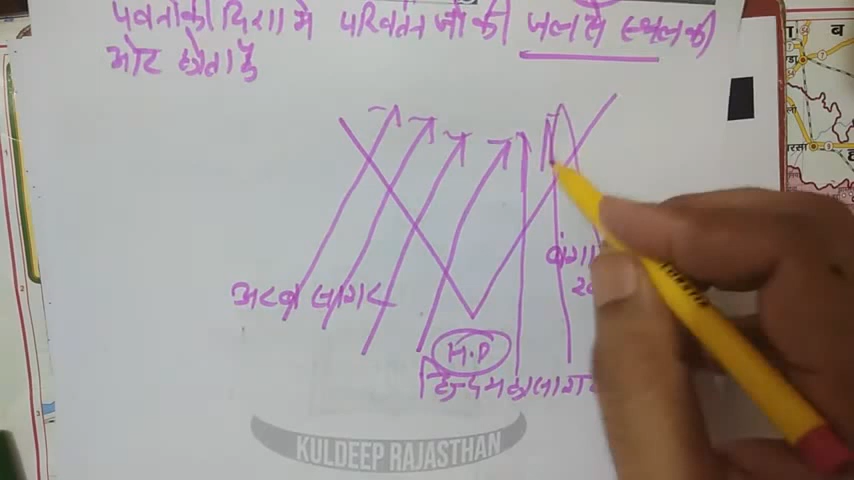 पवनों की दिशा में परिवर्तन जो की जल से स्थल की
ओर होता है
अरब सागर
बंगा
H.P
हिन्द महासागर
KULDEEP RAJASTHAN